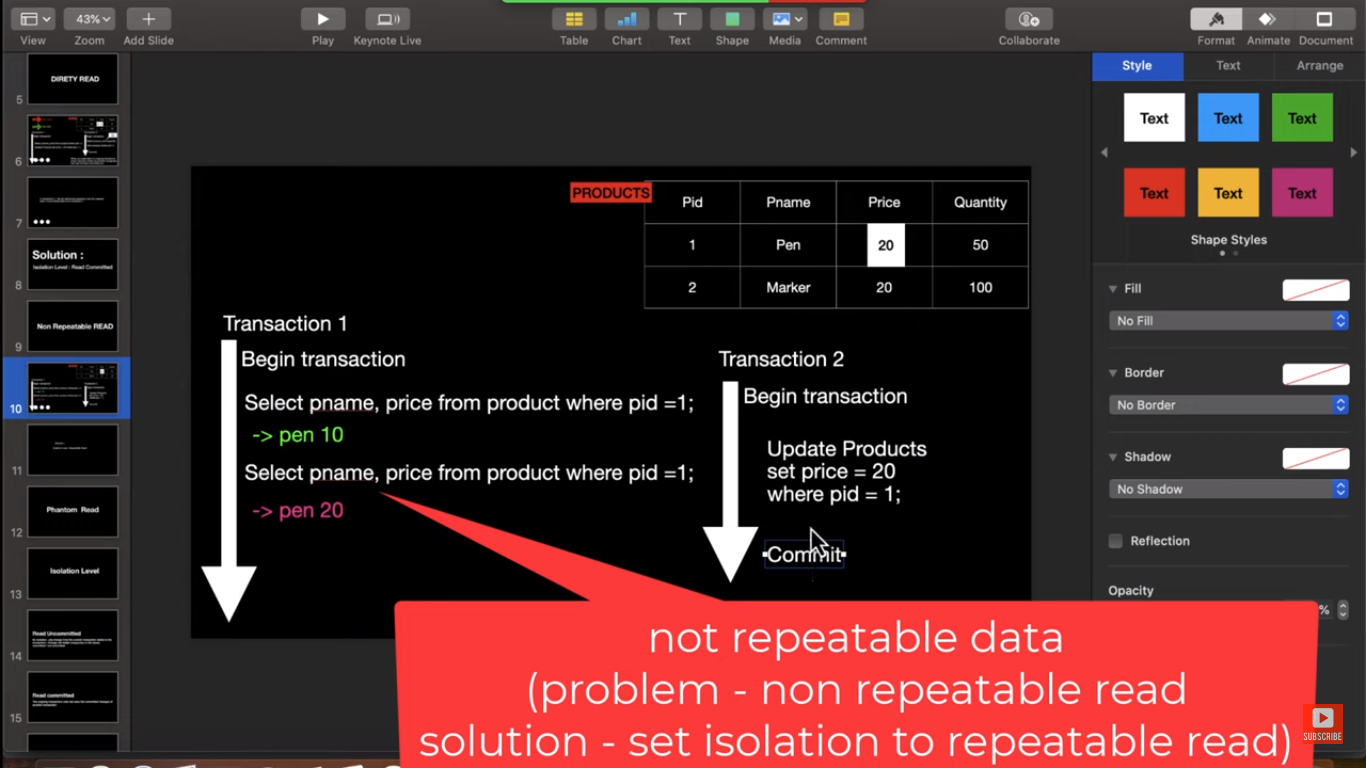 43%
View
Zoom
Add Slide
Play
Keynote Live
Table
Chart
Text
Shape
Media
Comment
Collaborate
Format
Animate
Document
DIRETY READ
5
6
7
Solution :
Isolation Level : Read Committed
8
Non Repeatable READ
9
10
11
Phantom Read
12
Isolation Level
13
Read Uncommitted
14
Read committed
15
PRODUCTS
Pid Pname Price Quantity
1 Pen 20 50
2 Marker 20 100
Transaction 1
Begin transaction
Select pname, price from product where pid =1;
-> pen 10
Select pname, price from product where pid =1;
-> pen 20
Transaction 2
Begin transaction
Update Products
set price = 20
where pid = 1;
Commit
not repeatable data
(problem - non repeatable read
solution - set isolation to repeatable read)
Style Text Arrange
Text Text Text
Text Text Text
Shape Styles
Fill
No Fill
Border
No Border
Shadow
No Shadow
Reflection
Opacity
%
SUBSCRIBE